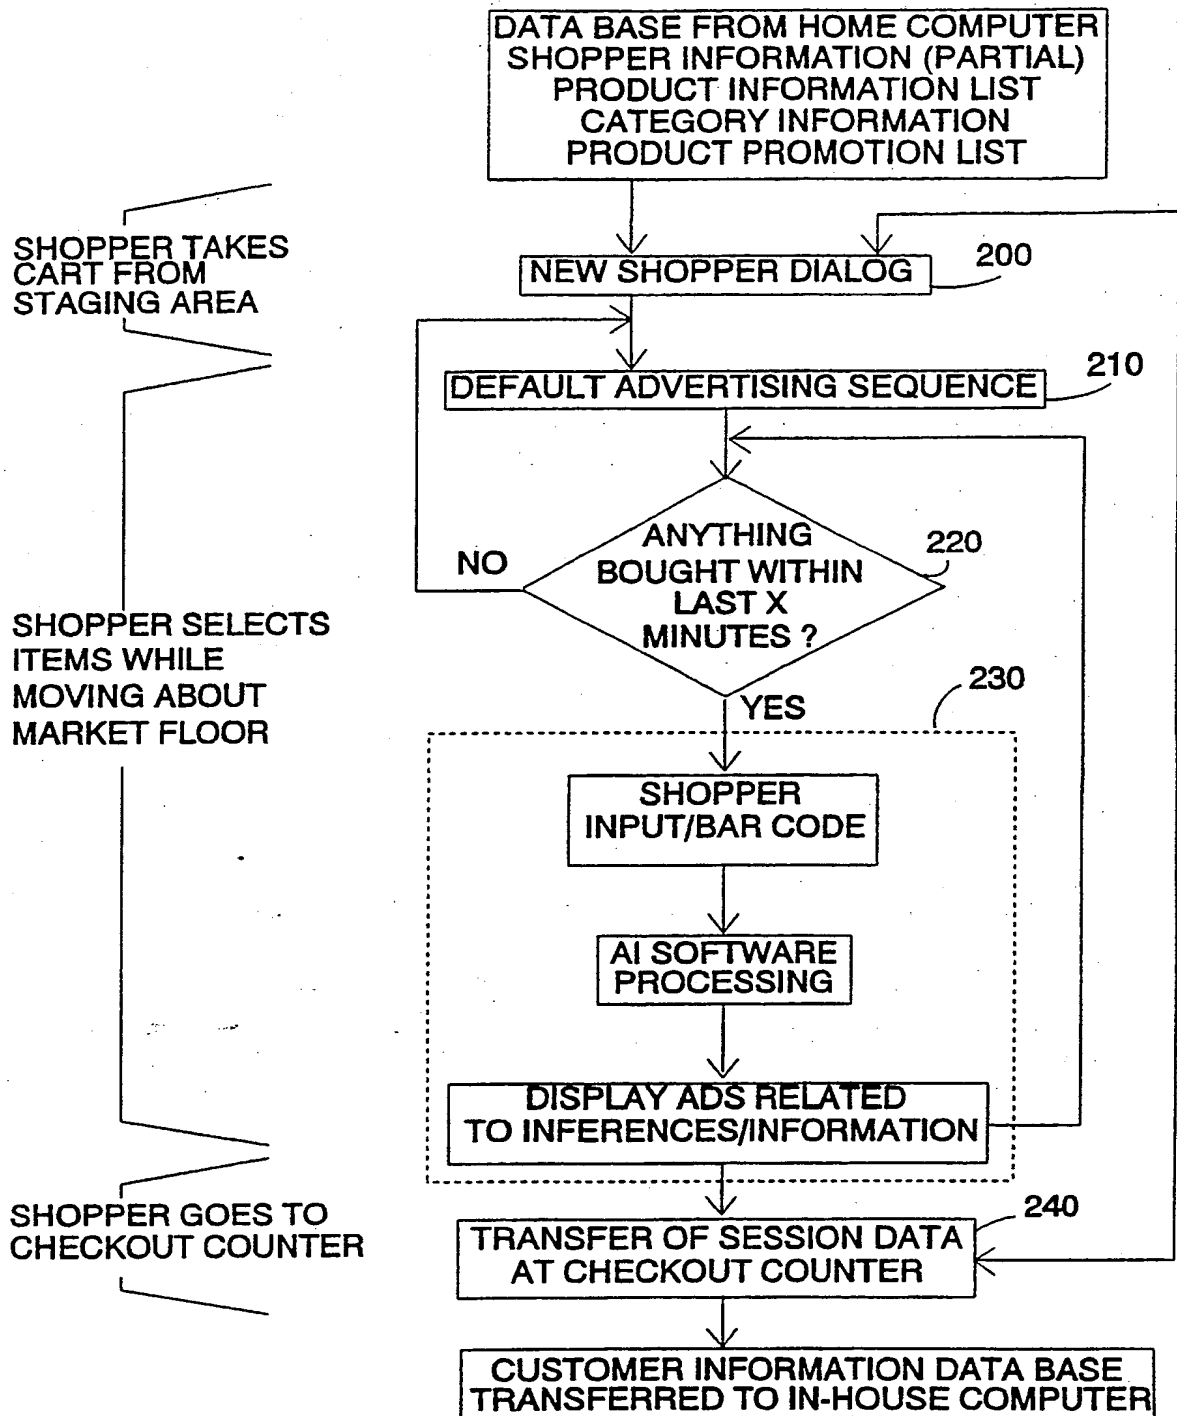 DATA BASE FROM HOME COMPUTER
SHOPPER INFORMATION (PARTIAL)
PRODUCT INFORMATION LIST
CATEGORY INFORMATION
PRODUCT PROMOTION LIST
SHOPPER TAKES
CART FROM
STAGING AREA
NEW SHOPPER DIALOG
200
DEFAULT ADVERTISING SEQUENCE
210
ANYTHING
BOUGHT WITHIN
LAST X
MINUTES ?
220
NO
YES
SHOPPER SELECTS
ITEMS WHILE
MOVING ABOUT
MARKET FLOOR
230
SHOPPER
INPUT/BAR CODE
AI SOFTWARE
PROCESSING
DISPLAY ADS RELATED
TO INFERENCES/INFORMATION
SHOPPER GOES TO
CHECKOUT COUNTER
240
TRANSFER OF SESSION DATA
AT CHECKOUT COUNTER
CUSTOMER INFORMATION DATA BASE
TRANSFERRED TO IN-HOUSE COMPUTER